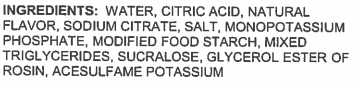 INGREDIENTS: WATER, CITRIC ACID, NATURAL
FLAVOR, SODIUM CITRATE, SALT, MONOPOTASSIUM
PHOSPHATE, MODIFIED FOOD STARCH, MIXED
TRIGLYCERIDES, SUCRALOSE, GLYCEROL ESTER OF
ROSIN, ACESULFAME POTASSIUM